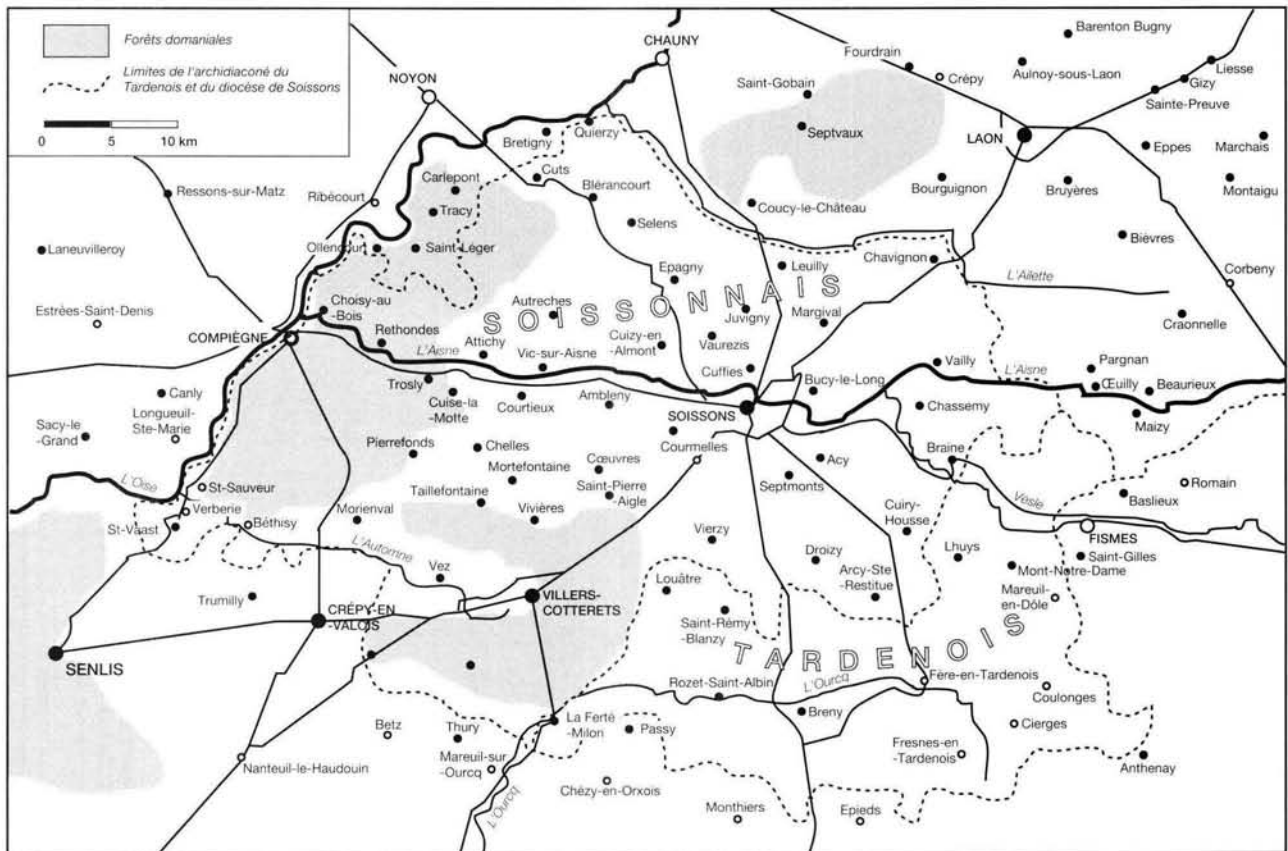 Forêts domaniales
Limites de l'archidiaconé du
Tardenois et du diocèse de Soissons
0 5 10 km
CHAUNY
NOYON
Fourdrain
Barenton Bugny
Crépy
Aulnoy-sous-Laon
Liesse
Gizy
Sainte-Preuve
Saint-Gobain
Septvaux
LAON
Eppes
Marchais
Montaigu
Bretigny
Quierzy
Cuts
Blérancourt
Carlepont
Tracy
Ribécourt
Ressons-sur-Matz
Bourguignon
Bruyères
Coucy-le-Château
Selens
Ollencourt
Saint-Léger
Laneuvilleroy
Bièvres
Chavignon
Leuilly
Epagny
L'Ailette
Corbeny
SOISSONNAIS
Estrées-Saint-Denis
Choisy-au
-Bois
Autreches
Juvigny
Margival
Craonnelle
COMPIÈGNE
Rethondes
L'Aisne
Attichy
Vic-sur-Aisne
Cuizy-en
-Almont
Vaurezis
Cuffies
Vailly
L'Aisne
Pargnan
Œuilly
Beaurieux
Maizy
Canly
Longueuil-
Ste-Marie
Sacy-le
-Grand
Trosly
Cuise-la
-Motte
Courtieux
Ambleny
SOISSONS
Bucy-le-Long
Chassemy
Pierrefonds
Chelles
Mortefontaine
Cœuvres
Saint-Pierre
-Aigle
Courmelles
Acy
Septmonts
Braine
Vesle
Romain
Baslieux
L'Oise
St-Sauveur
Verberie
St-Vaast
Béthisy
Morienval
Taillefontaine
Vivières
Vierzy
Cuiry-
Housse
FISMES
Saint-Gilles
Mont-Notre-Dame
Lhuys
L'Automne
Vez
Droizy
Arcy-Ste
-Restitue
Mareuil-
en-Dôle
Louâtre
Trumilly
CRÉPY-EN
-VALOIS
VILLERS-
COTTERETS
Saint-Rémy
-Blanzy
SENLIS
TARDENOIS
Rozet-Saint-Albin
L'Ourcq
Fère-en-Tardenois
Coulonges
Breny
Cierges
Betz
Thury
La Ferté
-Milon
Passy
Fresnes-en
-Tardenois
Anthenay
Nanteuil-le-Haudouin
Mareuil-sur
-Ourcq
L'Ourcq
Chézy-en-Orxois
Monthiers
Epieds